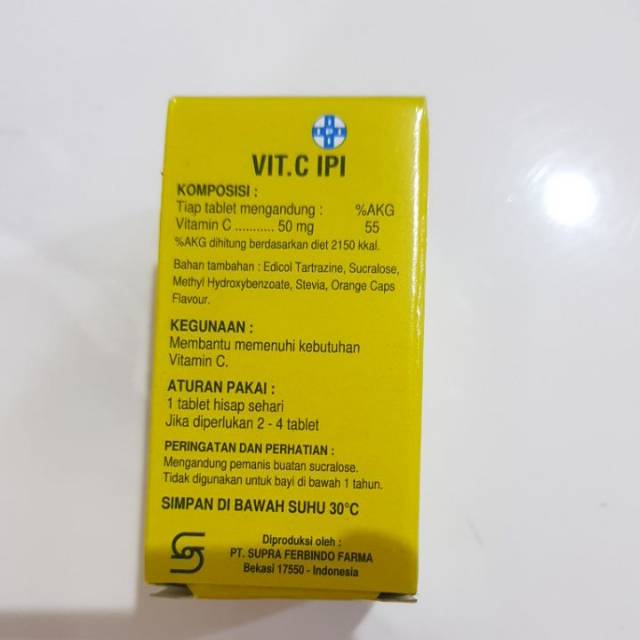 VIT.C IPI
KOMPOSISI :
Tiap tablet mengandung : %AKG
Vitamin C ........... 50 mg 55
%AKG dihitung berdasarkan diet 2150 kkal.
Bahan tambahan : Edicol Tartrazine, Sucralose,
Methyl Hydroxybenzoate, Stevia, Orange Caps
Flavour.
KEGUNAAN :
Membantu memenuhi kebutuhan
Vitamin C.
ATURAN PAKAI :
1 tablet hisap sehari
Jika diperlukan 2 - 4 tablet
PERINGATAN DAN PERHATIAN :
Mengandung pemanis buatan sucralose.
Tidak digunakan untuk bayi di bawah 1 tahun.
SIMPAN DI BAWAH SUHU 30°C
Diproduksi oleh :
PT. SUPRA FERBINDO FARMA
Bekasi 17550 - Indonesia